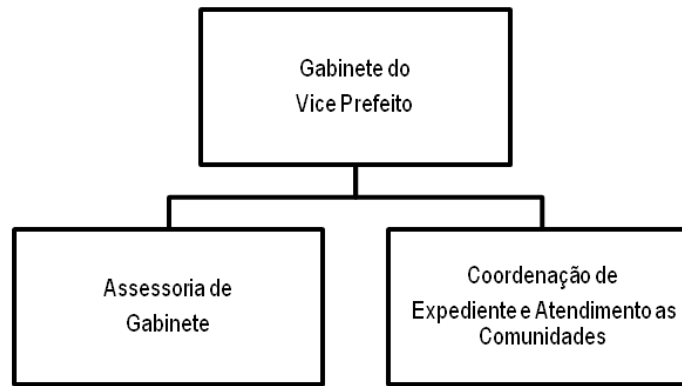 Gabinete do
Vice Prefeito
Assessoria de
Gabinete
Coordenação de
Expediente e Atendimento as
Comunidades